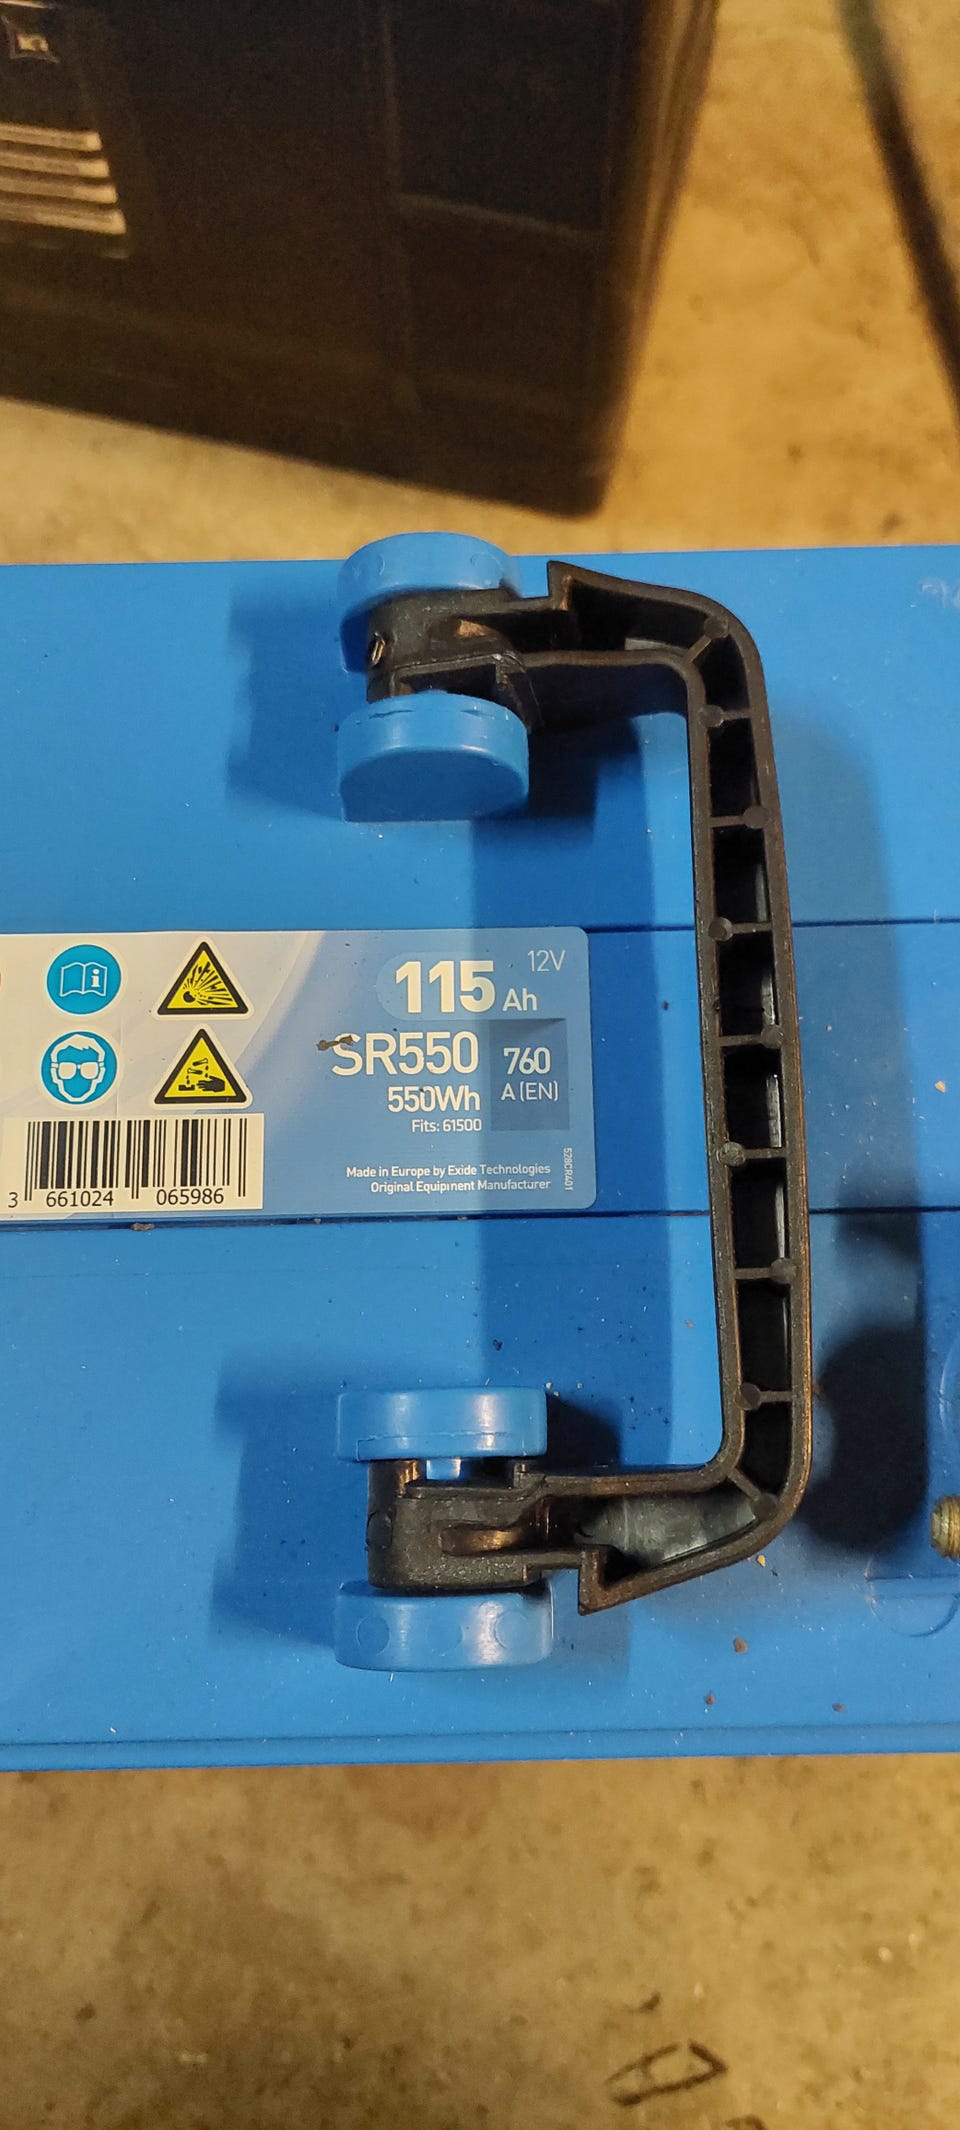 115 Ah
12V
SR550
760
A (EN)
550Wh
Fits: 61500
Made in Europe by Exide Technologies
Original Equipment Manufacturer
528CR401
3 661024 065986